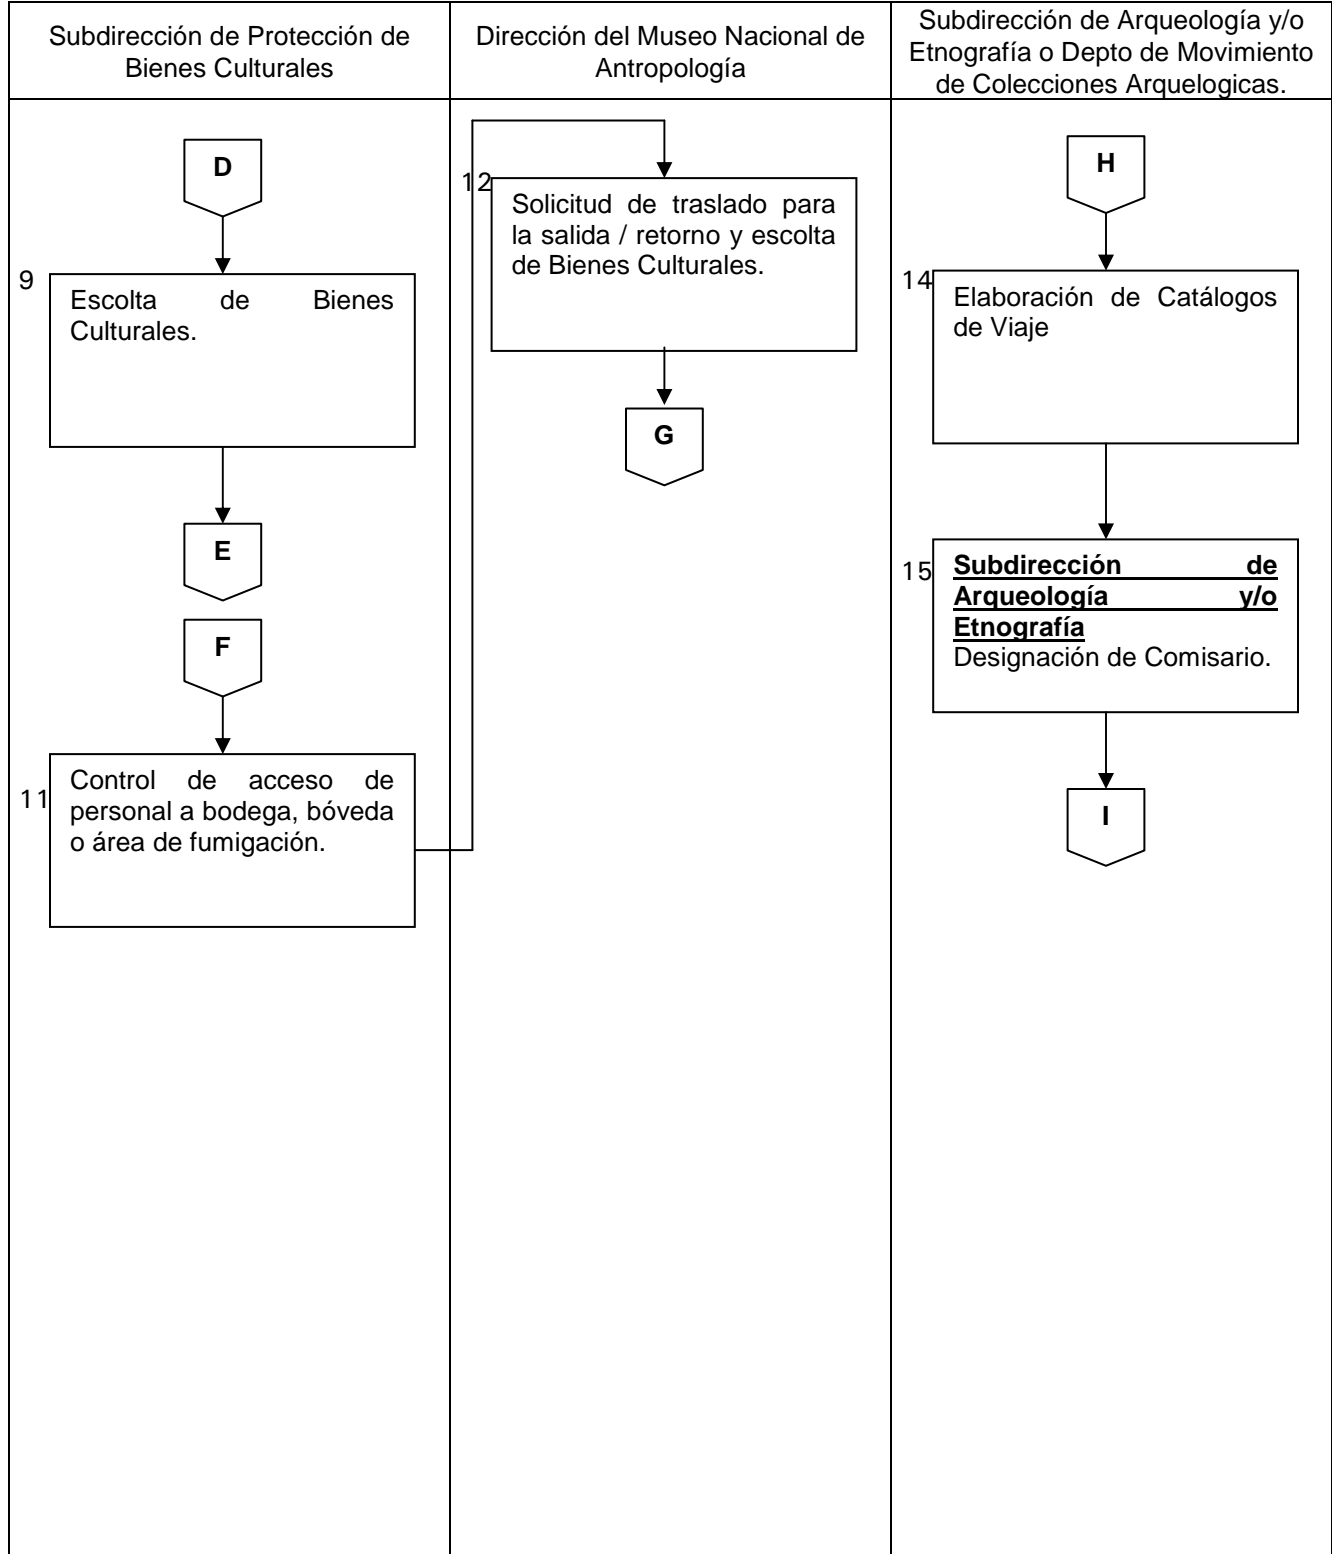 Subdirección de Protección de
Bienes Culturales
Dirección del Museo Nacional de
Antropología
Subdirección de Arqueología y/o
Etnografía o Depto de Movimiento
de Colecciones Arquelogicas.
D
9
Escolta de Bienes
Culturales.
E
F
11
Control de acceso de
personal a bodega, bóveda
o área de fumigación.
12
Solicitud de traslado para
la salida / retorno y escolta
de Bienes Culturales.
G
H
14
Elaboración de Catálogos
de Viaje
15
Subdirección de
Arqueología y/o
Etnografía
Designación de Comisario.
I